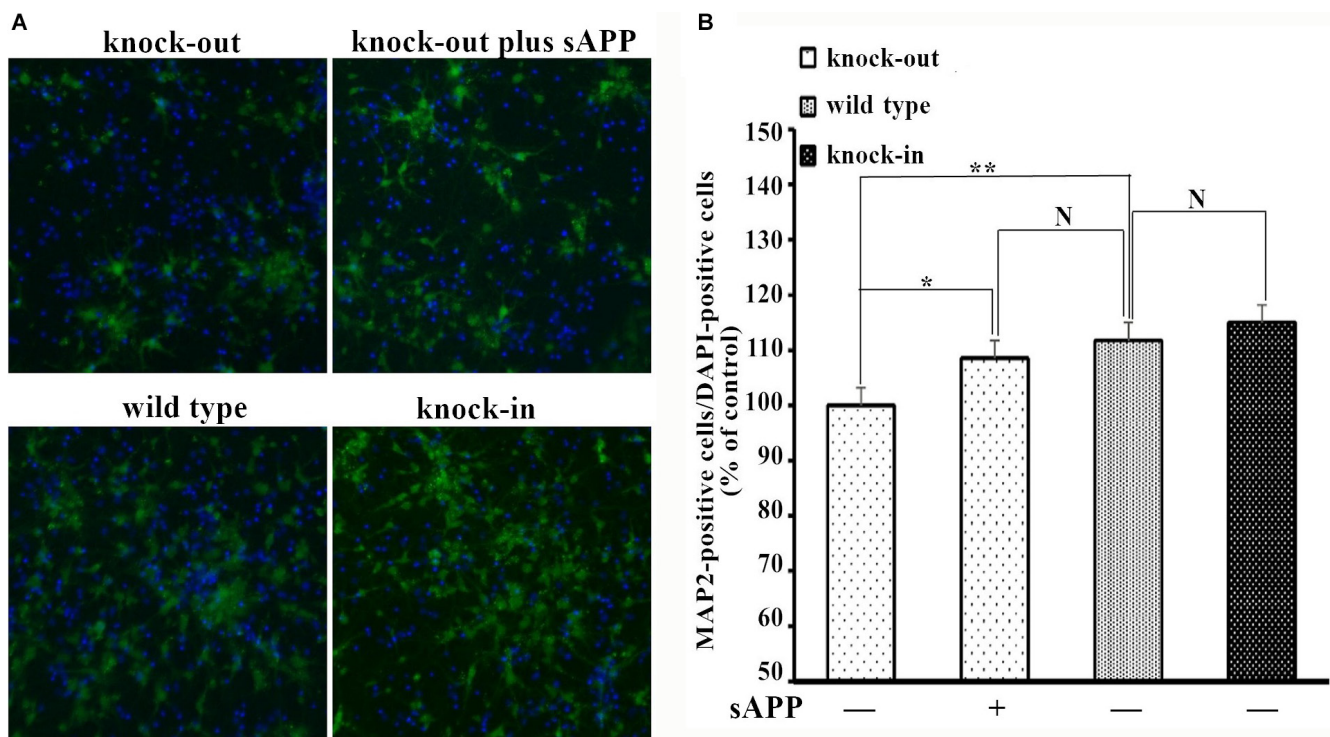 A
knock-out
knock-out plus sAPP
wild type
knock-in
B
knock-out
wild type
knock-in
MAP2-positive cells/DAPI-positive cells
(% of control)
150
140
130
120
110
100
90
80
70
60
50
**
*
N
N
sAPP — + — —